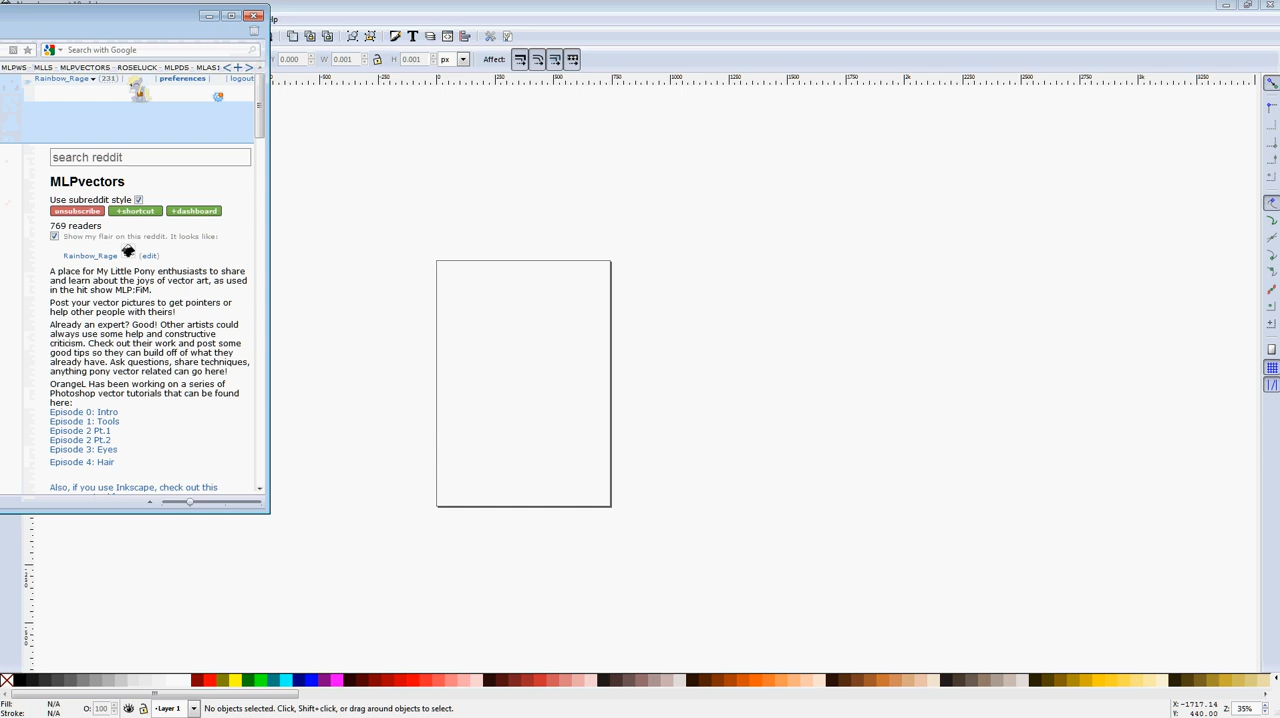 elp
Search with Google
MLPWS MLLS MLPVECTORS ROSELUCK MLPDS MLAS1
Rainbow_Rage (231) | | preferences | logout
search reddit
MLPvectors
Use subreddit style
unsubscribe +shortcut +dashboard
769 readers
Show my flair on this reddit. It looks like:
Rainbow_Rage (edit)
A place for My Little Pony enthusiasts to share
and learn about the joys of vector art, as used
in the hit show MLP:FiM.
Post your vector pictures to get pointers or
help other people with theirs!
Already an expert? Good! Other artists could
always use some help and constructive
criticism. Check out their work and post some
good tips so they can build off of what they
already have. Ask questions, share techniques,
anything pony vector related can go here!
OrangeL Has been working on a series of
Photoshop vector tutorials that can be found
here:
Episode 0: Intro
Episode 1: Tools
Episode 2 Pt.1
Episode 2 Pt.2
Episode 3: Eyes
Episode 4: Hair
Also, if you use Inkscape, check out this
0.000 W 0.001 H 0.001 px Affect:
Fill: N/A
Stroke: N/A
O: 100
Layer 1
No objects selected. Click, Shift+click, or drag around objects to select.
X: -1717.14
Y: 440.00
Z: 35%